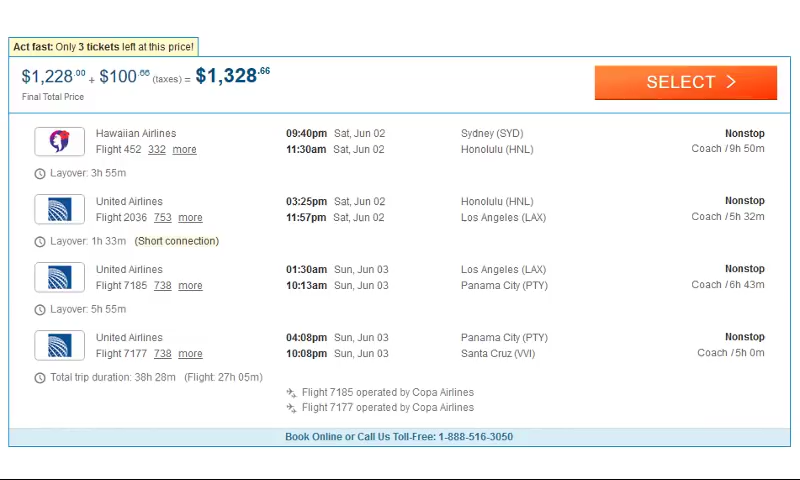 Act fast: Only 3 tickets left at this price!
$1,228.00 + $100.66 (taxes) = $1,328.66
SELECT
Final Total Price
Hawaiian Airlines 09:40pm Sat, Jun 02 Sydney (SYD) Nonstop
Flight 452 332 more 11:30am Sat, Jun 02 Honolulu (HNL) Coach / 9h 50m
Layover: 3h 55m
United Airlines 03:25pm Sat, Jun 02 Honolulu (HNL) Nonstop
Flight 2036 753 more 11:57pm Sat, Jun 02 Los Angeles (LAX) Coach / 5h 32m
Layover: 1h 33m (Short connection)
United Airlines 01:30am Sun, Jun 03 Los Angeles (LAX) Nonstop
Flight 7185 738 more 10:13am Sun, Jun 03 Panama City (PTY) Coach / 6h 43m
Layover: 5h 55m
United Airlines 04:08pm Sun, Jun 03 Panama City (PTY) Nonstop
Flight 7177 738 more 10:08pm Sun, Jun 03 Santa Cruz (VVI) Coach / 5h 0m
Total trip duration: 38h 28m (Flight: 27h 05m)
Flight 7185 operated by Copa Airlines
Flight 7177 operated by Copa Airlines
Book Online or Call Us Toll-Free: 1-888-516-3050